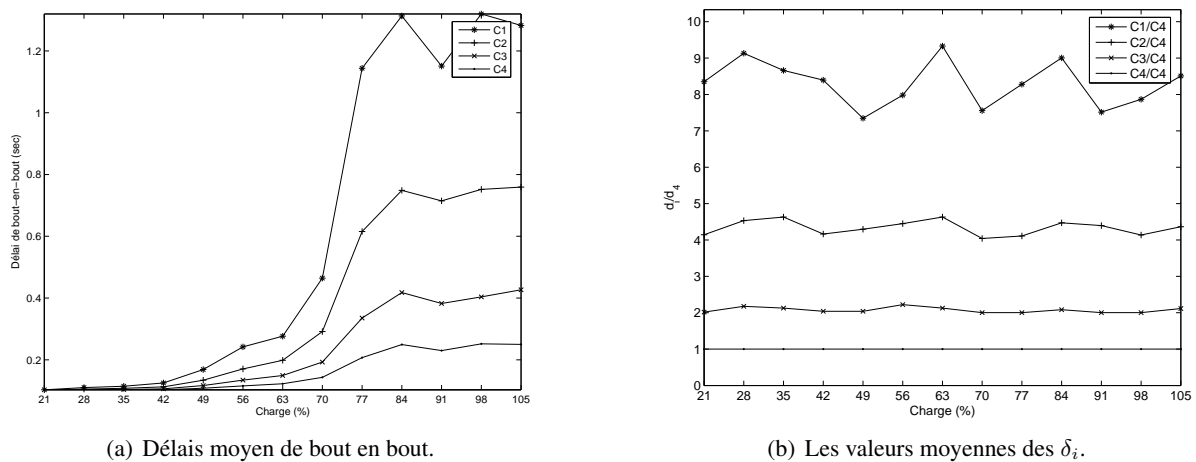 1.2
1
0.8
0.6
0.4
0.2
Délai de bout−en−bout (sec)
C1
C2
C3
C4
21 28 35 42 49 56 63 70 77 84 91 98 105
Charge (%)
(a) Délais moyen de bout en bout.
10
9
8
7
6
5
4
3
2
1
0
di/d4
C1/C4
C2/C4
C3/C4
C4/C4
21 28 35 42 49 56 63 70 77 84 91 98 105
Charge (%)
(b) Les valeurs moyennes des δi.